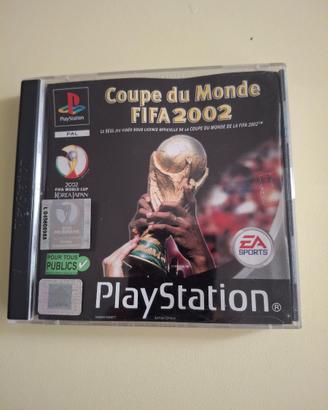 PlayStation
PAL
Coupe du Monde
FIFA 2002
LE SEUL JEU VIDÉO SOUS LICENCE OFFICIELLE DE LA COUPE DU MONDE DE LA FIFA 2002™
2002
FIFA WORLD CUP
KOREA JAPAN
POUR TOUS
PUBLICS
EA
SPORTS
PlayStation®